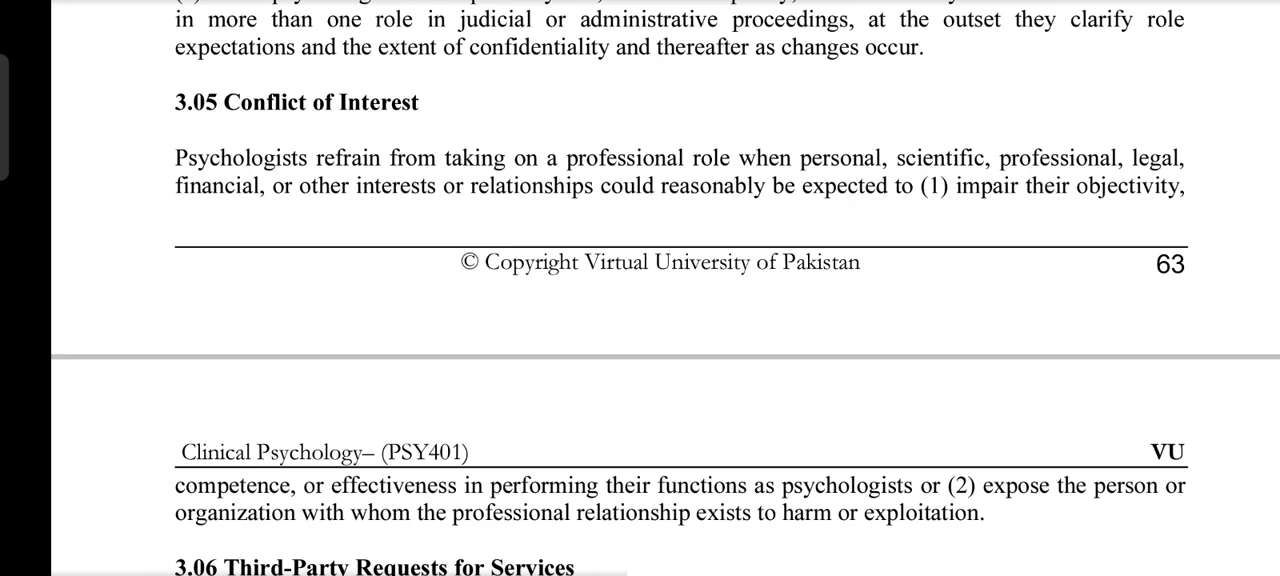 in more than one role in judicial or administrative proceedings, at the outset they clarify role
expectations and the extent of confidentiality and thereafter as changes occur.
3.05 Conflict of Interest
Psychologists refrain from taking on a professional role when personal, scientific, professional, legal,
financial, or other interests or relationships could reasonably be expected to (1) impair their objectivity,
© Copyright Virtual University of Pakistan 63
Clinical Psychology– (PSY401) VU
competence, or effectiveness in performing their functions as psychologists or (2) expose the person or
organization with whom the professional relationship exists to harm or exploitation.
3.06 Third-Party Requests for Services